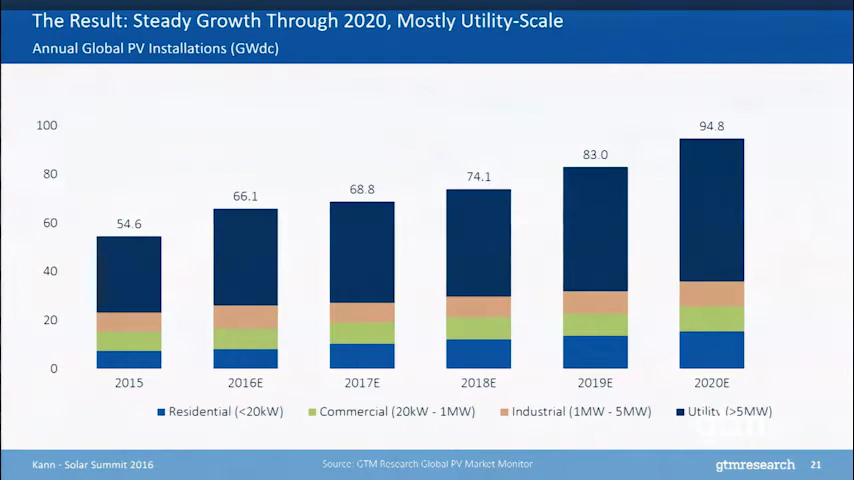 The Result: Steady Growth Through 2020, Mostly Utility-Scale
Annual Global PV Installations (GWdc)
100
80
60
40
20
0
54.6
66.1
68.8
74.1
83.0
94.8
2015
2016E
2017E
2018E
2019E
2020E
Residential (<20kW)
Commercial (20kW - 1MW)
Industrial (1MW - 5MW)
Utility (>5MW)
gtm
Kann - Solar Summit 2016
Source: GTM Research Global PV Market Monitor
gtmresearch
21